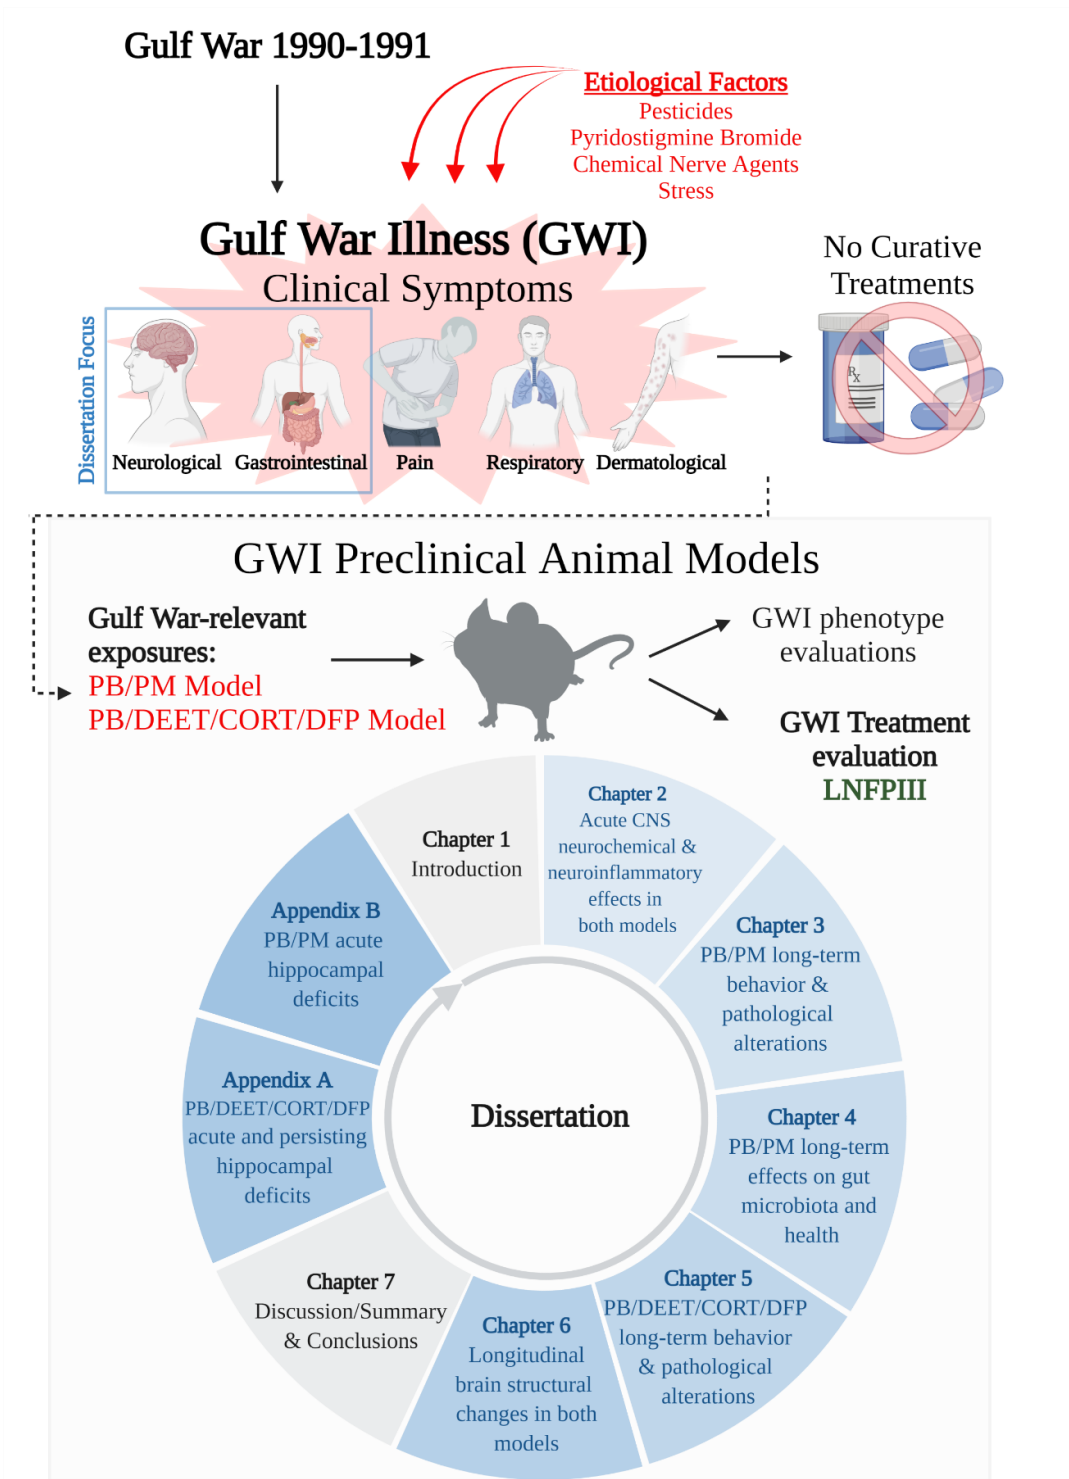 Gulf War 1990-1991
Etiological Factors
Pesticides
Pyridostigmine Bromide
Chemical Nerve Agents
Stress
Gulf War Illness (GWI)
Clinical Symptoms
No Curative
Treatments
Dissertation Focus
Rx
Neurological
Gastrointestinal
Pain
Respiratory
Dermatological
GWI Preclinical Animal Models
Gulf War-relevant
exposures:
PB/PM Model
PB/DEET/CORT/DFP Model
GWI phenotype
evaluations
GWI Treatment
evaluation
LNFPIII
Chapter 1
Introduction
Chapter 2
Acute CNS
neurochemical &
neuroinflammatory
effects in
both models
Chapter 3
PB/PM long-term
behavior &
pathological
alterations
Chapter 4
PB/PM long-term
effects on gut
microbiota and
health
Chapter 5
PB/DEET/CORT/DFP
long-term behavior
& pathological
alterations
Chapter 6
Longitudinal
brain structural
changes in both
models
Chapter 7
Discussion/Summary
& Conclusions
Appendix A
PB/DEET/CORT/DFP
acute and persisting
hippocampal
deficits
Appendix B
PB/PM acute
hippocampal
deficits
Dissertation